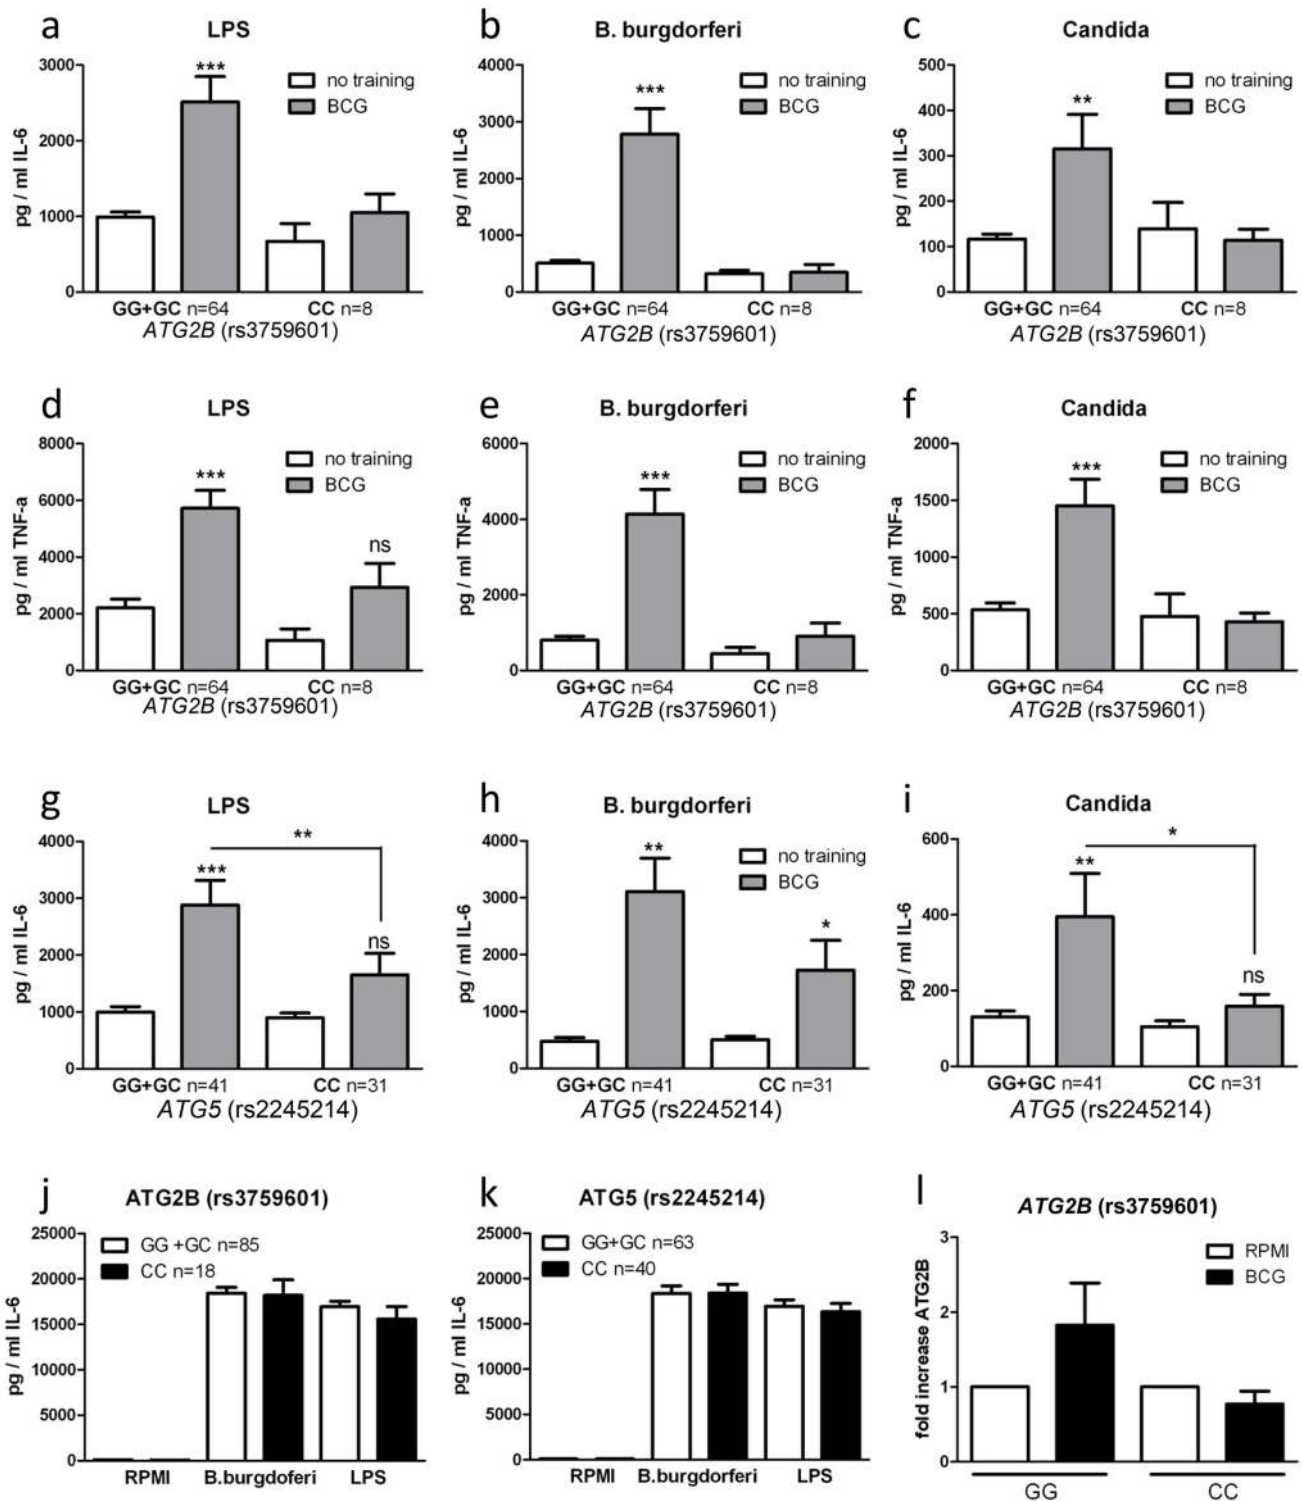 a
LPS
3000
2000
1000
0
pg / ml IL-6
***
no training
BCG
GG+GC n=64 CC n=8
ATG2B (rs3759601)
b
B. burgdorferi
4000
3000
2000
1000
0
pg / ml IL-6
***
no training
BCG
GG+GC n=64 CC n=8
ATG2B (rs3759601)
c
Candida
500
400
300
200
100
0
pg / ml IL-6
**
no training
BCG
GG+GC n=64 CC n=8
ATG2B (rs3759601)
d
LPS
8000
6000
4000
2000
0
pg / ml TNF-a
***
ns
no training
BCG
GG+GC n=64 CC n=8
ATG2B (rs3759601)
e
B. burgdorferi
6000
4000
2000
0
pg / ml TNF-a
***
no training
BCG
GG+GC n=64 CC n=8
ATG2B (rs3759601)
f
Candida
2000
1500
1000
500
0
pg / ml TNF-a
***
no training
BCG
GG+GC n=64 CC n=8
ATG2B (rs3759601)
g
LPS
4000
3000
2000
1000
0
pg / ml IL-6
**
***
ns
GG+GC n=41 CC n=31
ATG5 (rs2245214)
h
B. burgdorferi
4000
3000
2000
1000
0
pg / ml IL-6
**
*
no training
BCG
GG+GC n=41 CC n=31
ATG5 (rs2245214)
i
Candida
600
400
200
0
pg / ml IL-6
*
**
ns
GG+GC n=41 CC n=31
ATG5 (rs2245214)
j
ATG2B (rs3759601)
25000
20000
15000
10000
5000
0
pg / ml IL-6
GG +GC n=85
CC n=18
RPMI B.burgdoferi LPS
k
ATG5 (rs2245214)
25000
20000
15000
10000
5000
0
pg / ml IL-6
GG+GC n=63
CC n=40
RPMI B.burgdorferi LPS
l
ATG2B (rs3759601)
3
2
1
0
fold increase ATG2B
RPMI
BCG
GG CC